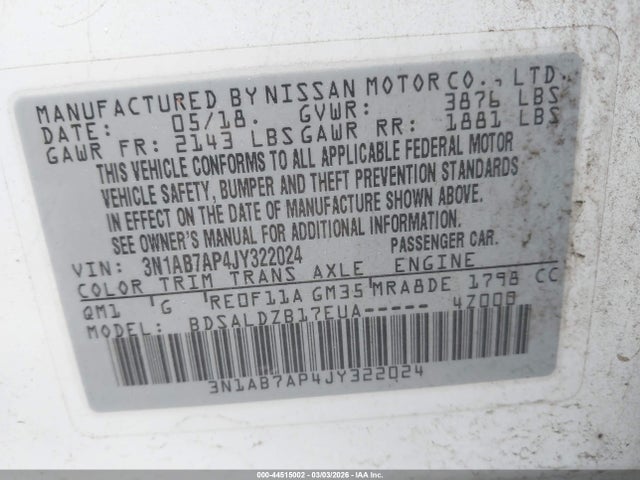 MANUFACTURED BY NISSAN MOTOR CO., LTD.
DATE: 05/18. GVWR: 3876 LBS
GAWR FR: 2143 LBS GAWR RR: 1881 LBS
THIS VEHICLE CONFORMS TO ALL APPLICABLE FEDERAL MOTOR
VEHICLE SAFETY, BUMPER AND THEFT PREVENTION STANDARDS
IN EFFECT ON THE DATE OF MANUFACTURE SHOWN ABOVE.
SEE OWNER'S MANUAL FOR ADDITIONAL INFORMATION.
VIN: 3N1AB7AP4JY322024 PASSENGER CAR.
COLOR TRIM TRANS AXLE ENGINE
QM1 G RE0F11A GM35 MRA8DE 1798 CC
MODEL: BDSALDZB17EUA----- 4Z008
3N1AB7AP4JY322024
000-44515002 | 03/03/2026 - IAA, Inc.